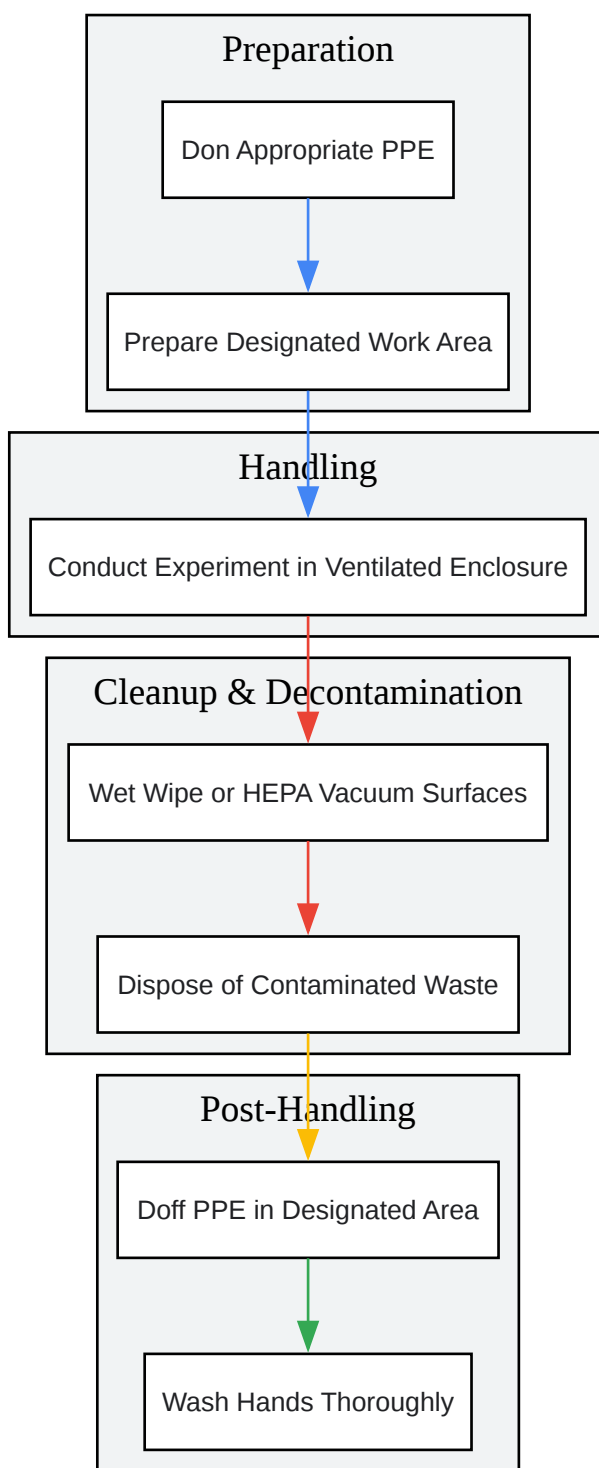 Preparation
Don Appropriate PPE
Prepare Designated Work Area
Handling
Conduct Experiment in Ventilated Enclosure
Cleanup & Decontamination
Wet Wipe or HEPA Vacuum Surfaces
Dispose of Contaminated Waste
Post-Handling
Doff PPE in Designated Area
Wash Hands Thoroughly